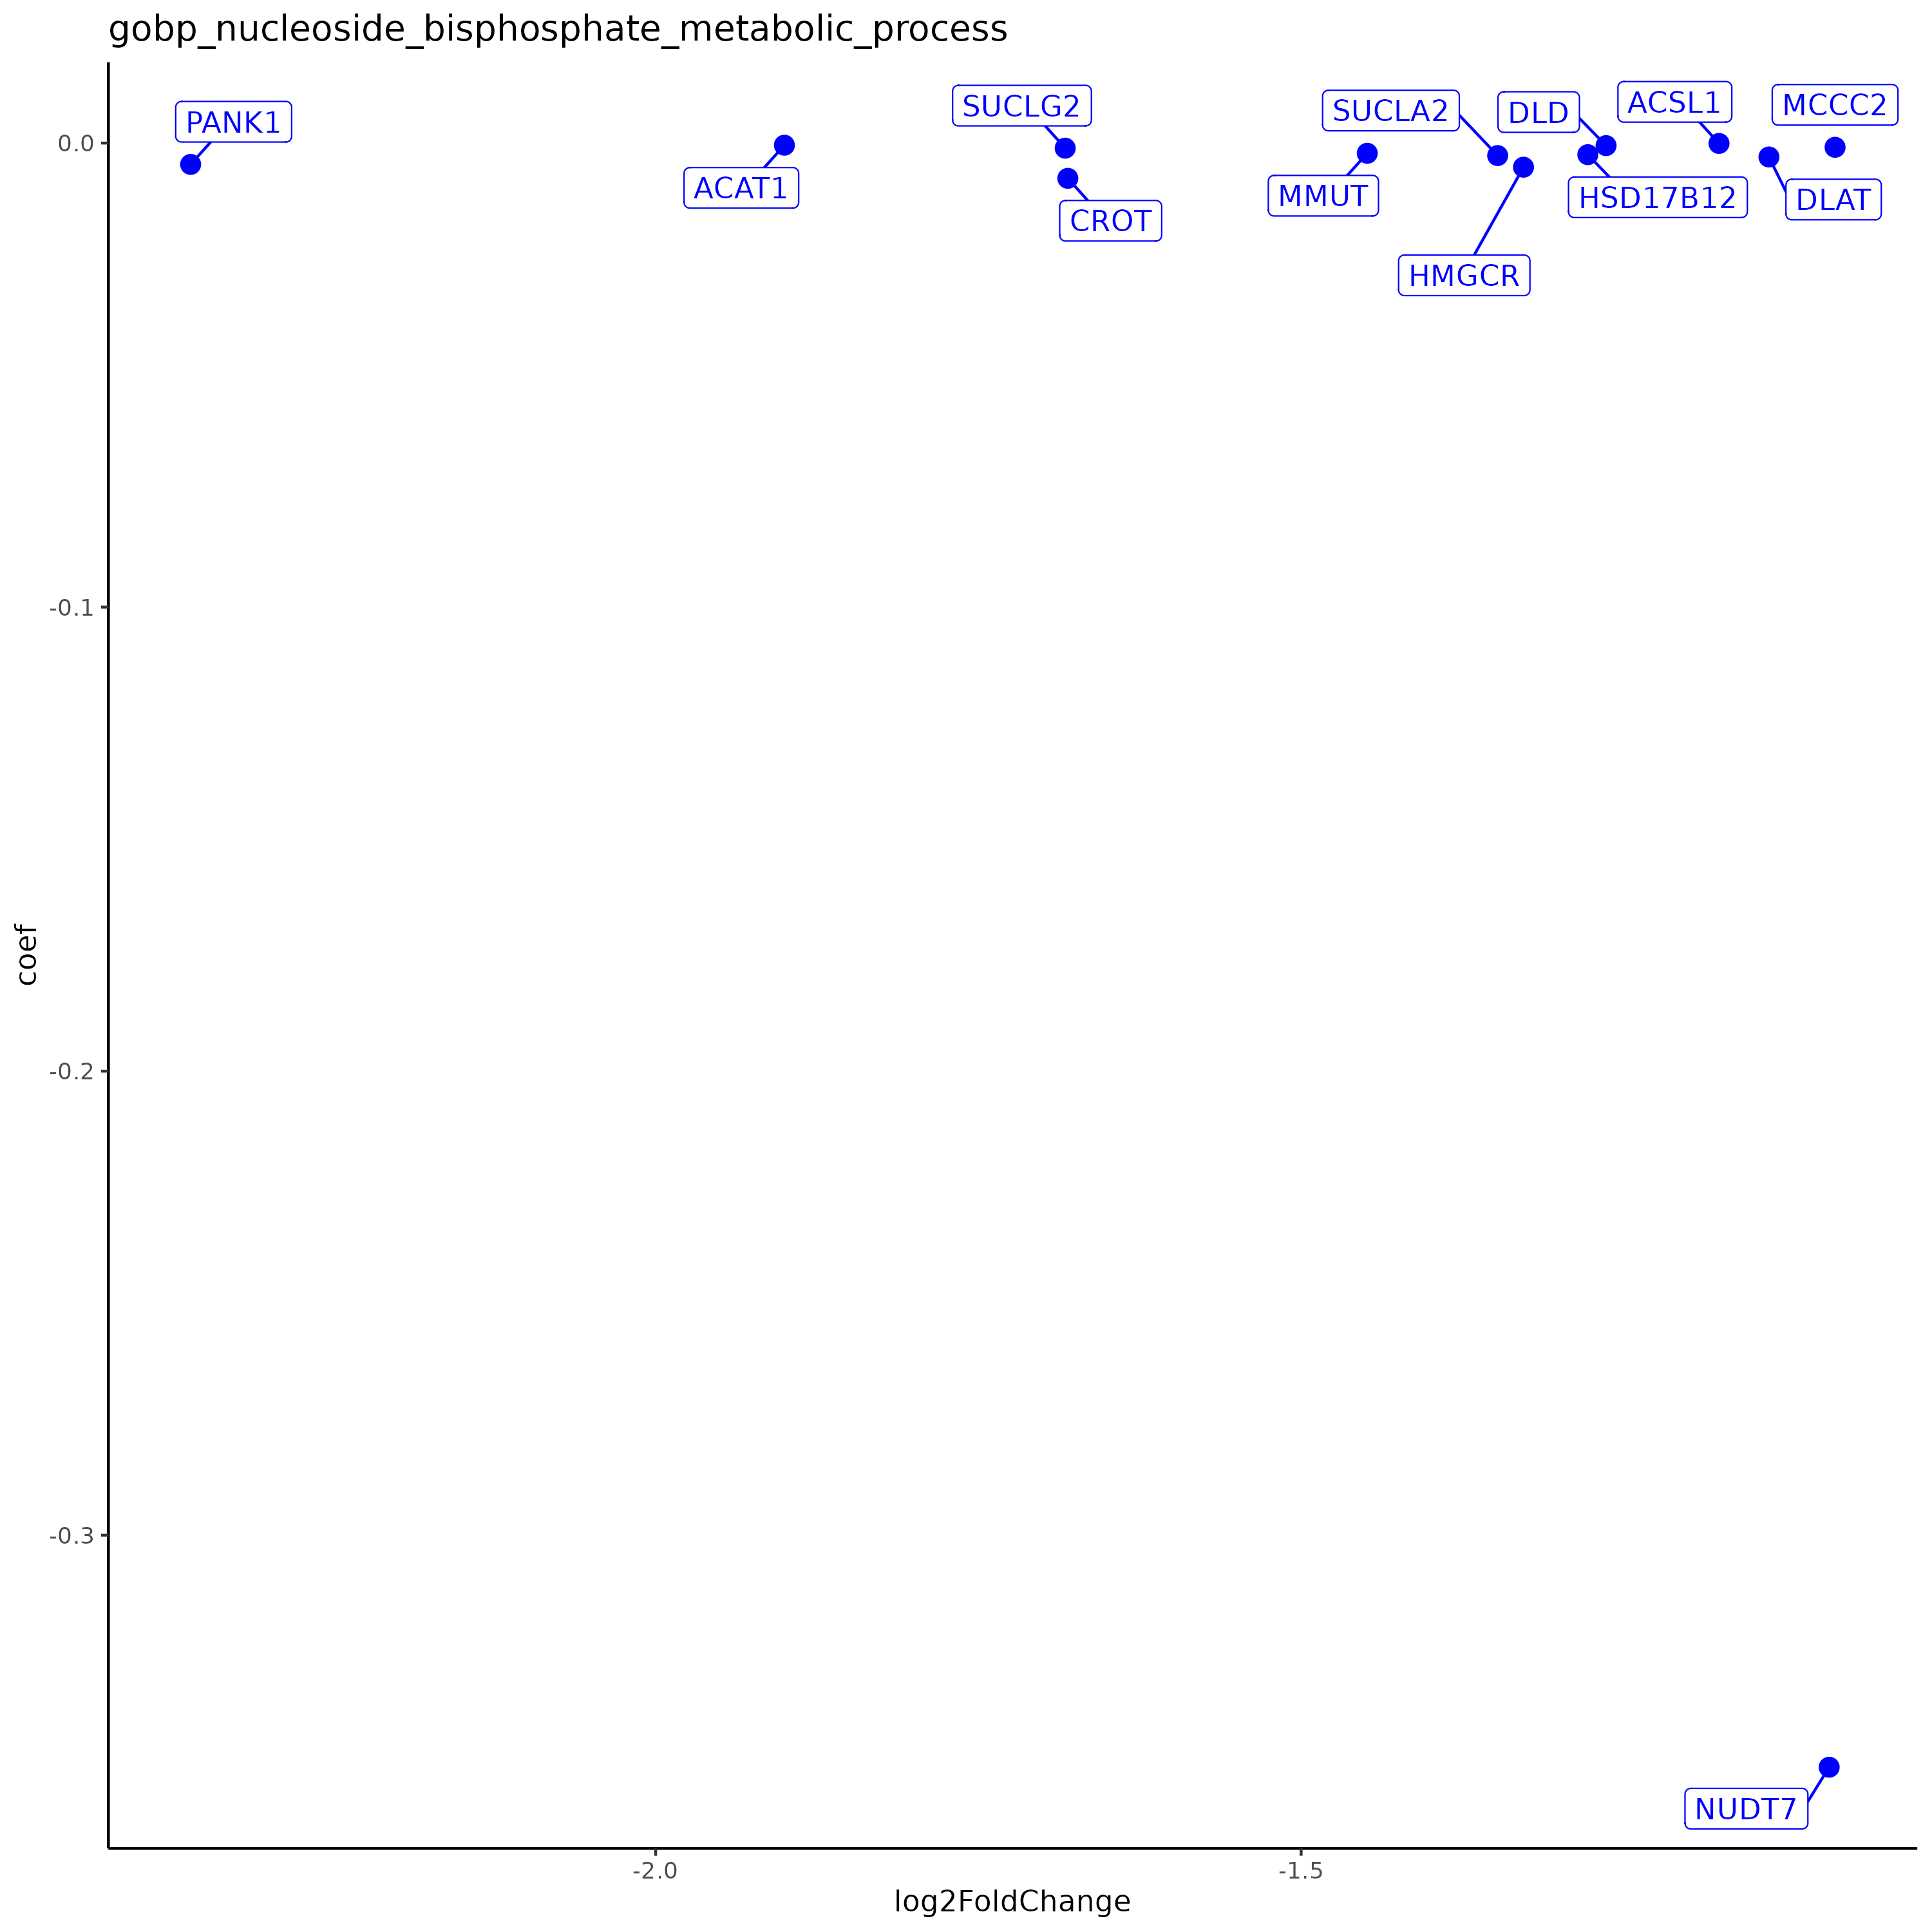 gobp_nucleoside_bisphosphate_metabolic_process
PANK1
SUCLG2
SUCLA2
DLD
ACSL1
MCCC2
ACAT1
CROT
MMUT
HSD17B12
DLAT
HMGCR
NUDT7
0.0
-0.1
-0.2
-0.3
coef
-2.0
-1.5
log2FoldChange